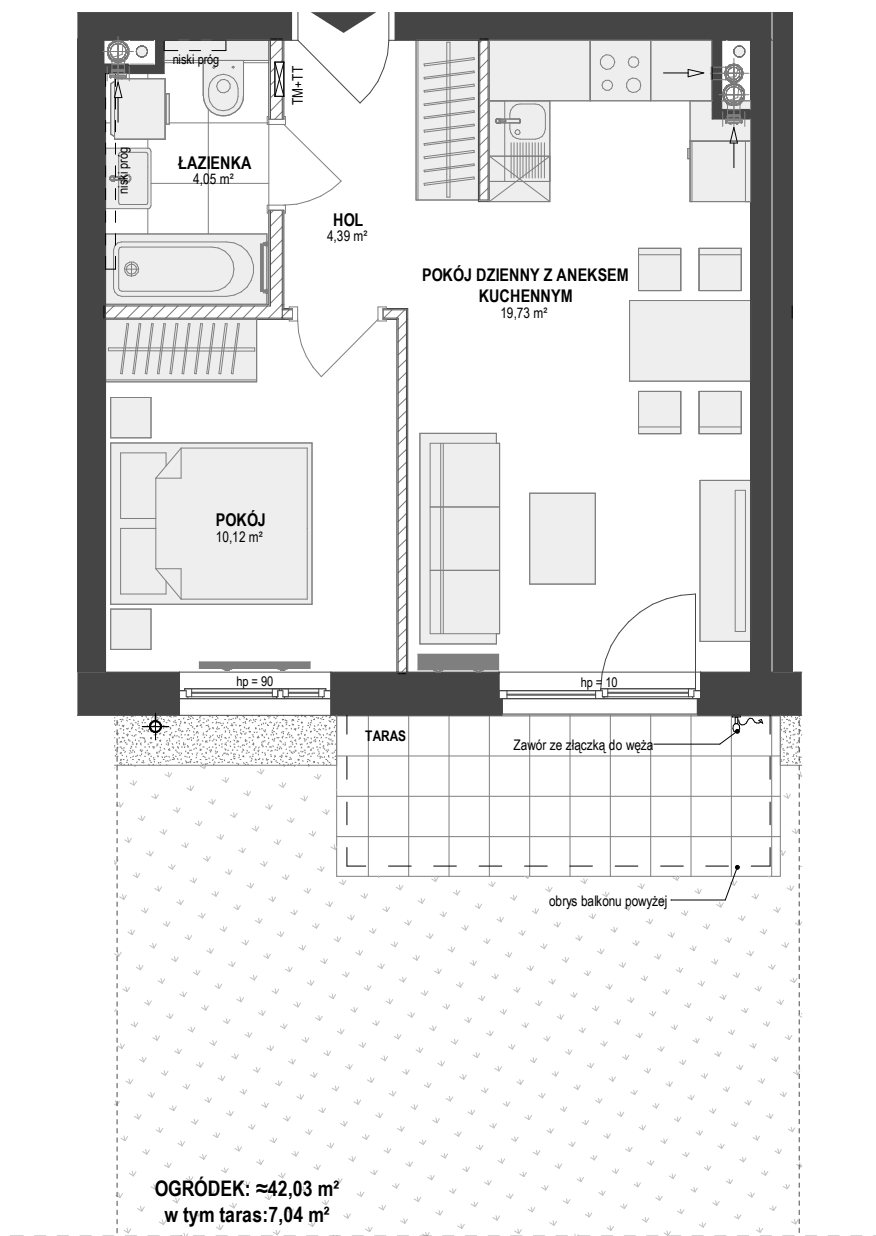 niski próg
TM+TT
niski próg
ŁAZIENKA
4,05 m²
HOL
4,39 m²
POKÓJ DZIENNY Z ANEKSEM
KUCHENNYM
19,73 m²
POKÓJ
10,12 m²
hp = 90
hp = 10
TARAS
Zawór ze złączką do węża
obrys balkonu powyżej
OGRÓDEK: ≈42,03 m²
w tym taras:7,04 m²